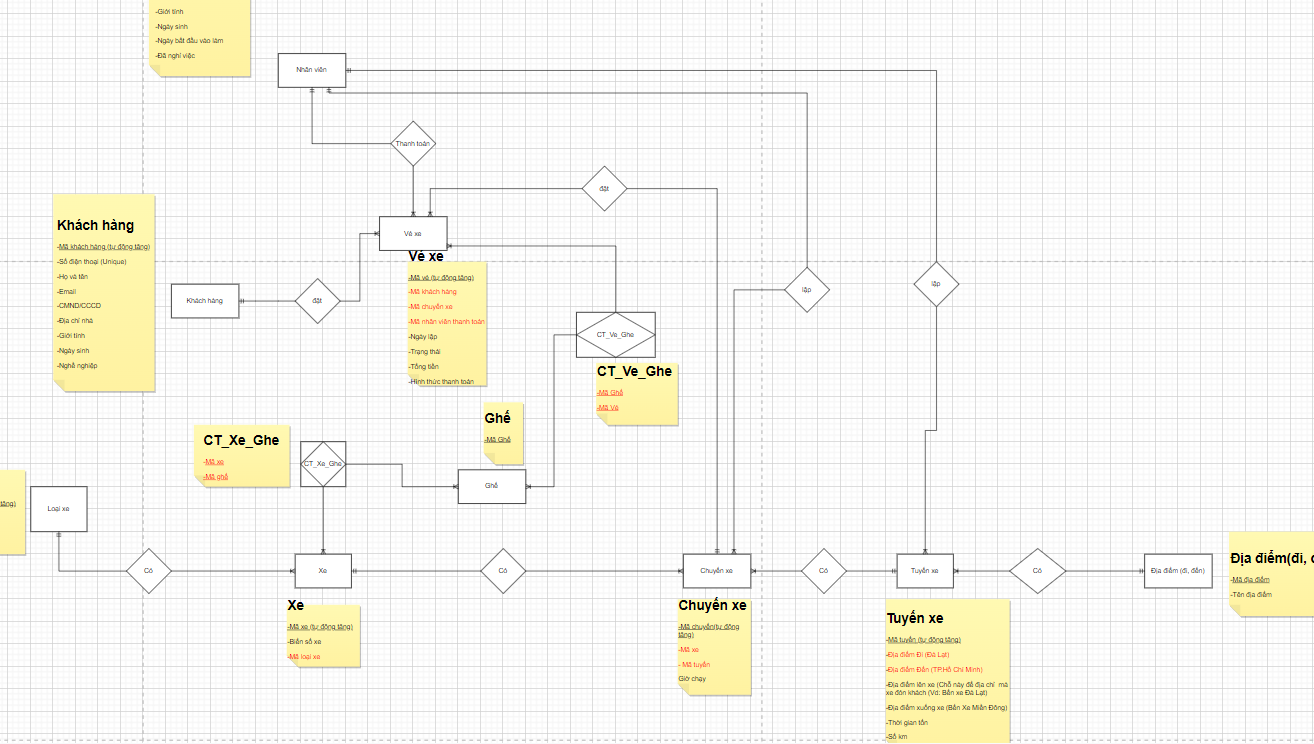 -Giới tính
-Ngày sinh
-Ngày bắt đầu vào làm
-Đã nghỉ việc
Nhân viên
Thanh toán
đặt
Vé xe
Khách hàng
-Mã khách hàng (tự động tăng)
-Số điện thoại (Unique)
-Họ và tên
-Email
-CMND/CCCD
-Địa chỉ nhà
-Giới tính
-Ngày sinh
-Nghề nghiệp
Khách hàng
đặt
Vé xe
-Mã vé (tự động tăng)
-Mã khách hàng
-Mã chuyến xe
-Mã nhân viên thanh toán
-Ngày lập
-Trạng thái
-Tổng tiền
-Hình thức thanh toán
lập
lập
CT_Ve_Ghe
CT_Ve_Ghe
-Mã Ghế
-Mã Vé
Ghế
-Mã Ghế
CT_Xe_Ghe
-Mã xe
-Mã ghế
CT_Xe_Ghe
Ghế
tăng)
Loại xe
Có
Xe
Có
Chuyến xe
Có
Tuyến xe
Có
Địa điểm (đi, đến)
Địa điểm(đi,
-Mã địa điểm
-Tên địa điểm
Xe
-Mã xe (tự động tăng)
-Biển số xe
-Mã loại xe
Chuyến xe
-Mã chuyến(tự động
tăng)
-Mã xe
- Mã tuyến
Giờ chạy
Tuyến xe
-Mã tuyến (tự động tăng)
-Địa điểm Đi (Đà Lạt)
-Địa điểm Đến (TP.Hồ Chí Minh)
-Địa điểm lên xe (Chỗ này để địa chỉ mà
xe đón khách (Vd: Bến xe Đà Lạt)
-Địa điểm xuống xe (Bến Xe Miền Đông)
-Thời gian tốn
-Số km